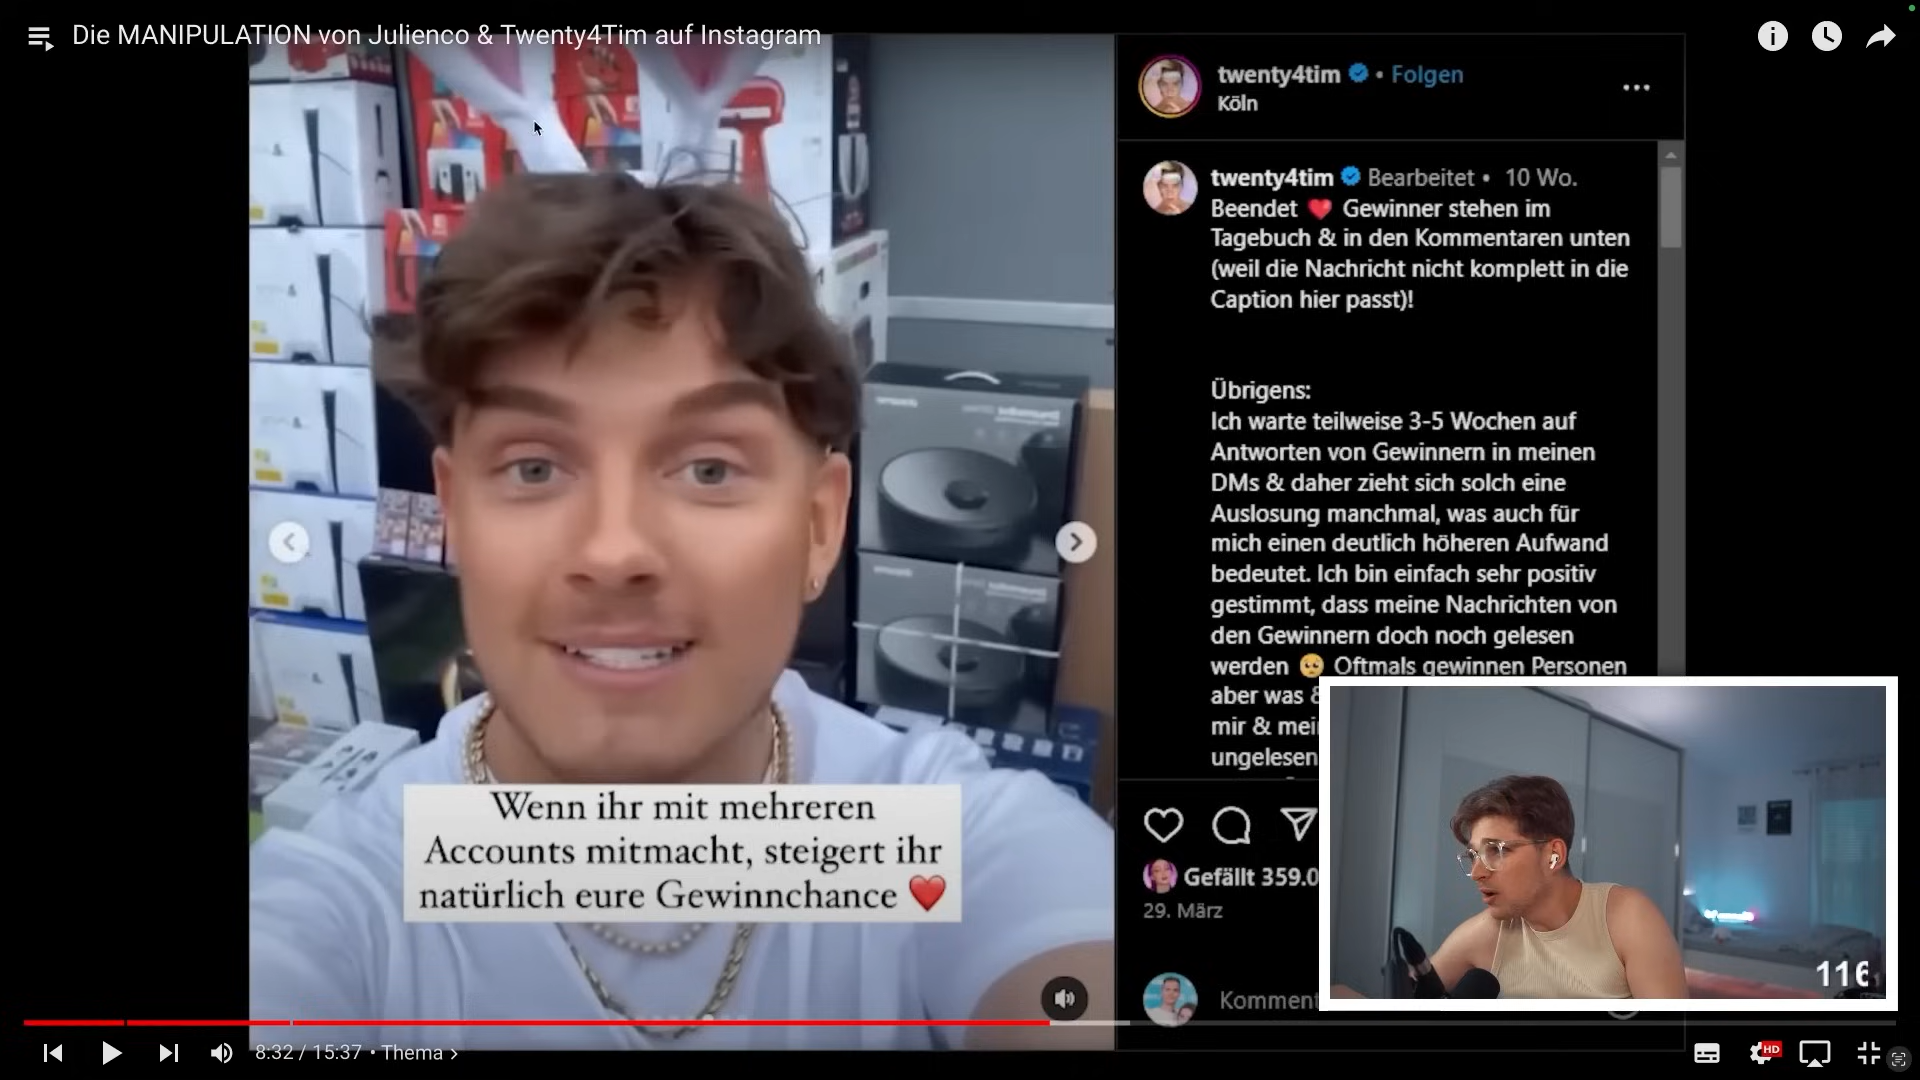 Die MANIPULATION von Julienco & Twenty4Tim auf Instagram
twenty4tim • Folgen
Köln
twenty4tim Bearbeitet • 10 Wo.
Beendet ❤️ Gewinner stehen im
Tagebuch & in den Kommentaren unten
(weil die Nachricht nicht komplett in die
Caption hier passt)!
Übrigens:
Ich warte teilweise 3-5 Wochen auf
Antworten von Gewinnern in meinen
DMs & daher zieht sich solch eine
Auslosung manchmal, was auch für
mich einen deutlich höheren Aufwand
bedeutet. Ich bin einfach sehr positiv
gestimmt, dass meine Nachrichten von
den Gewinnern doch noch gelesen
werden 🥺 Oftmals gewinnen Personen
aber was &
mir & mei
ungelesen
Wenn ihr mit mehreren
Accounts mitmacht, steigert ihr
natürlich eure Gewinnchance ❤️
Gefällt 359.0
29. März
Komment
116
8:32 / 15:37 • Thema
HD